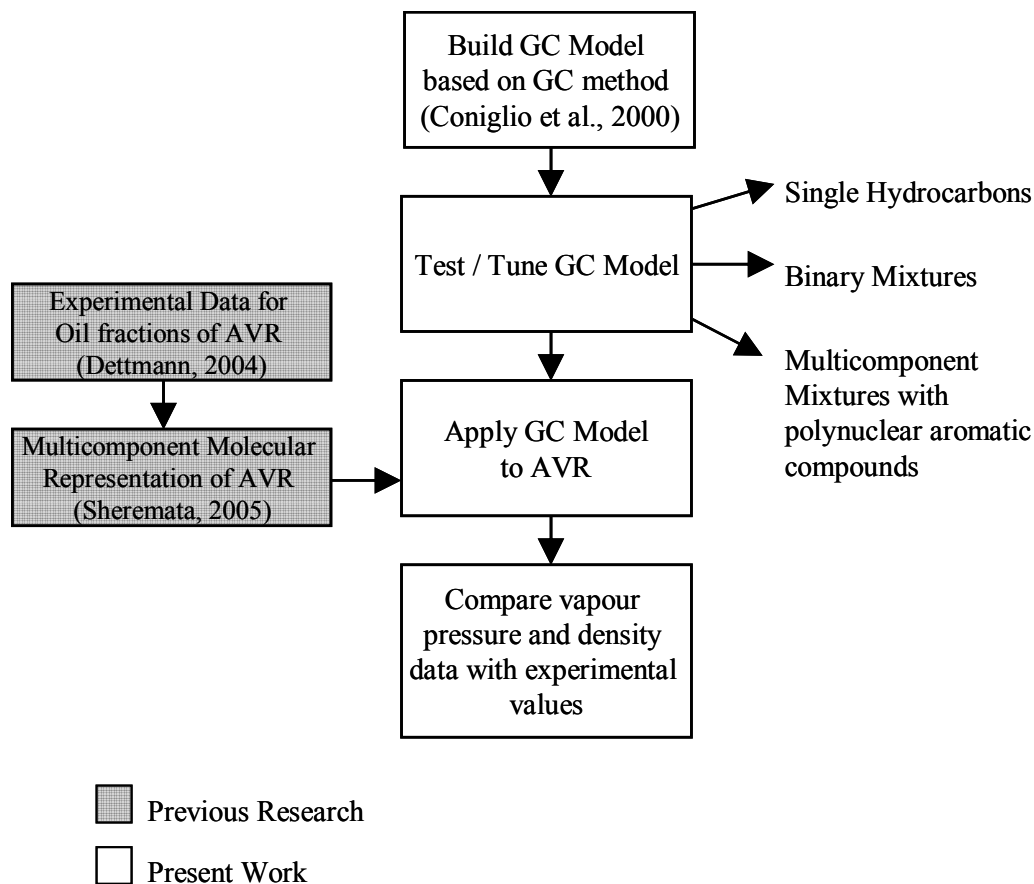 Build GC Model
based on GC method
(Coniglio et al., 2000)
Test / Tune GC Model
Single Hydrocarbons
Binary Mixtures
Multicomponent
Mixtures with
polynuclear aromatic
compounds
Experimental Data for
Oil fractions of AVR
(Dettmann, 2004)
Multicomponent Molecular
Representation of AVR
(Sheremata, 2005)
Apply GC Model
to AVR
Compare vapour
pressure and density
data with experimental
values
Previous Research
Present Work